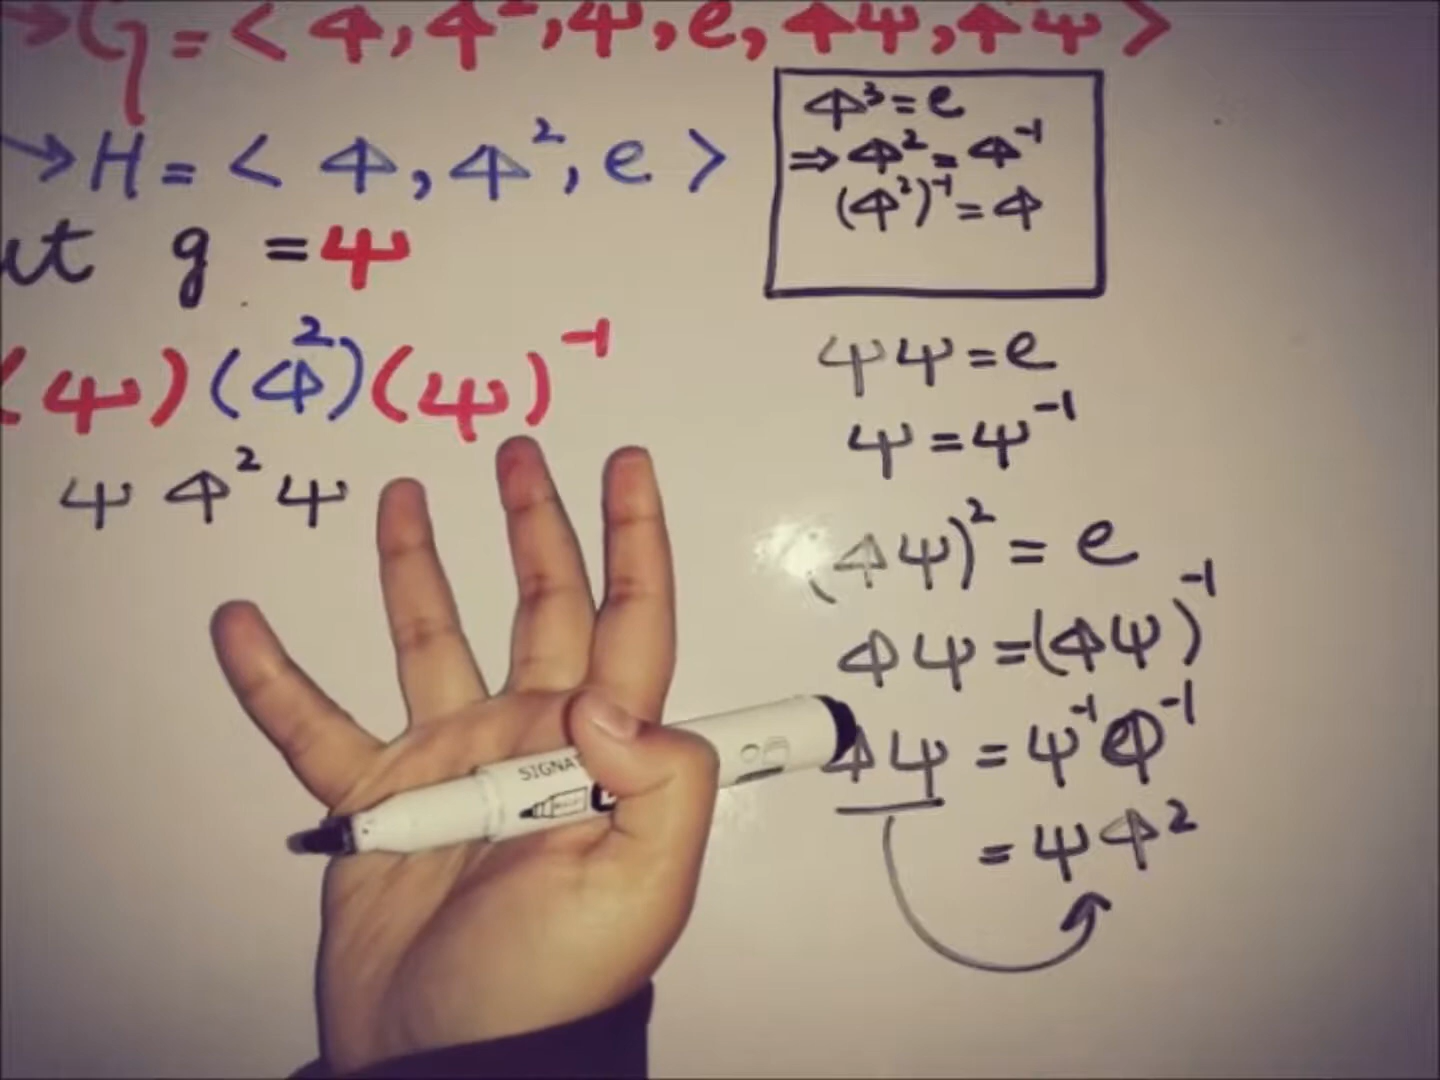 →G = < Φ, Φ², Ψ, e, ΦΨ, Φ²Ψ >
→H = < Φ, Φ², e >
g = Ψ
(Ψ)(Φ²)(Ψ)⁻¹
Ψ Φ² Ψ
Φ³ = e
⇒ Φ² = Φ⁻¹
(Φ²)⁻¹ = Φ
ΨΨ = e
Ψ = Ψ⁻¹
(ΦΨ)² = e
ΦΨ = (ΦΨ)⁻¹
ΦΨ = Ψ⁻¹Φ⁻¹
= ΨΦ²